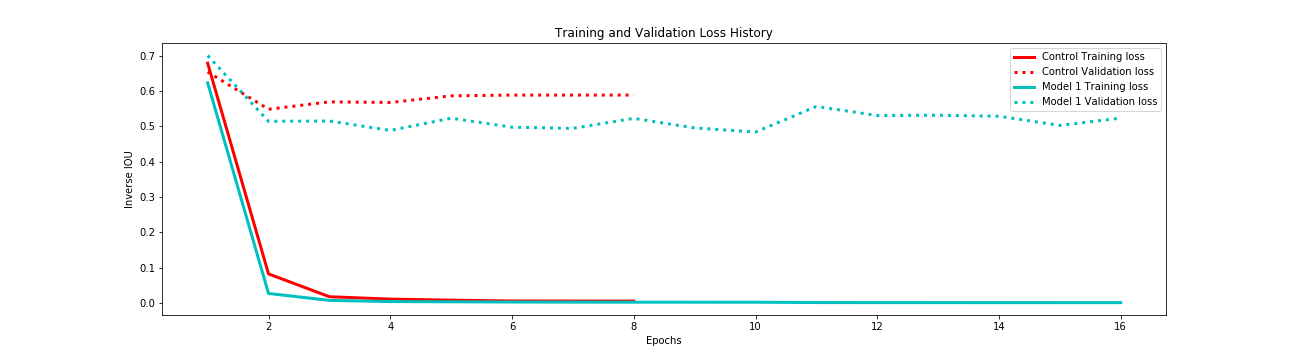 Training and Validation Loss History
Control Training loss
Control Validation loss
Model 1 Training loss
Model 1 Validation loss
Inverse IOU
0.7
0.6
0.5
0.4
0.3
0.2
0.1
0.0
2 4 6 8 10 12 14 16
Epochs